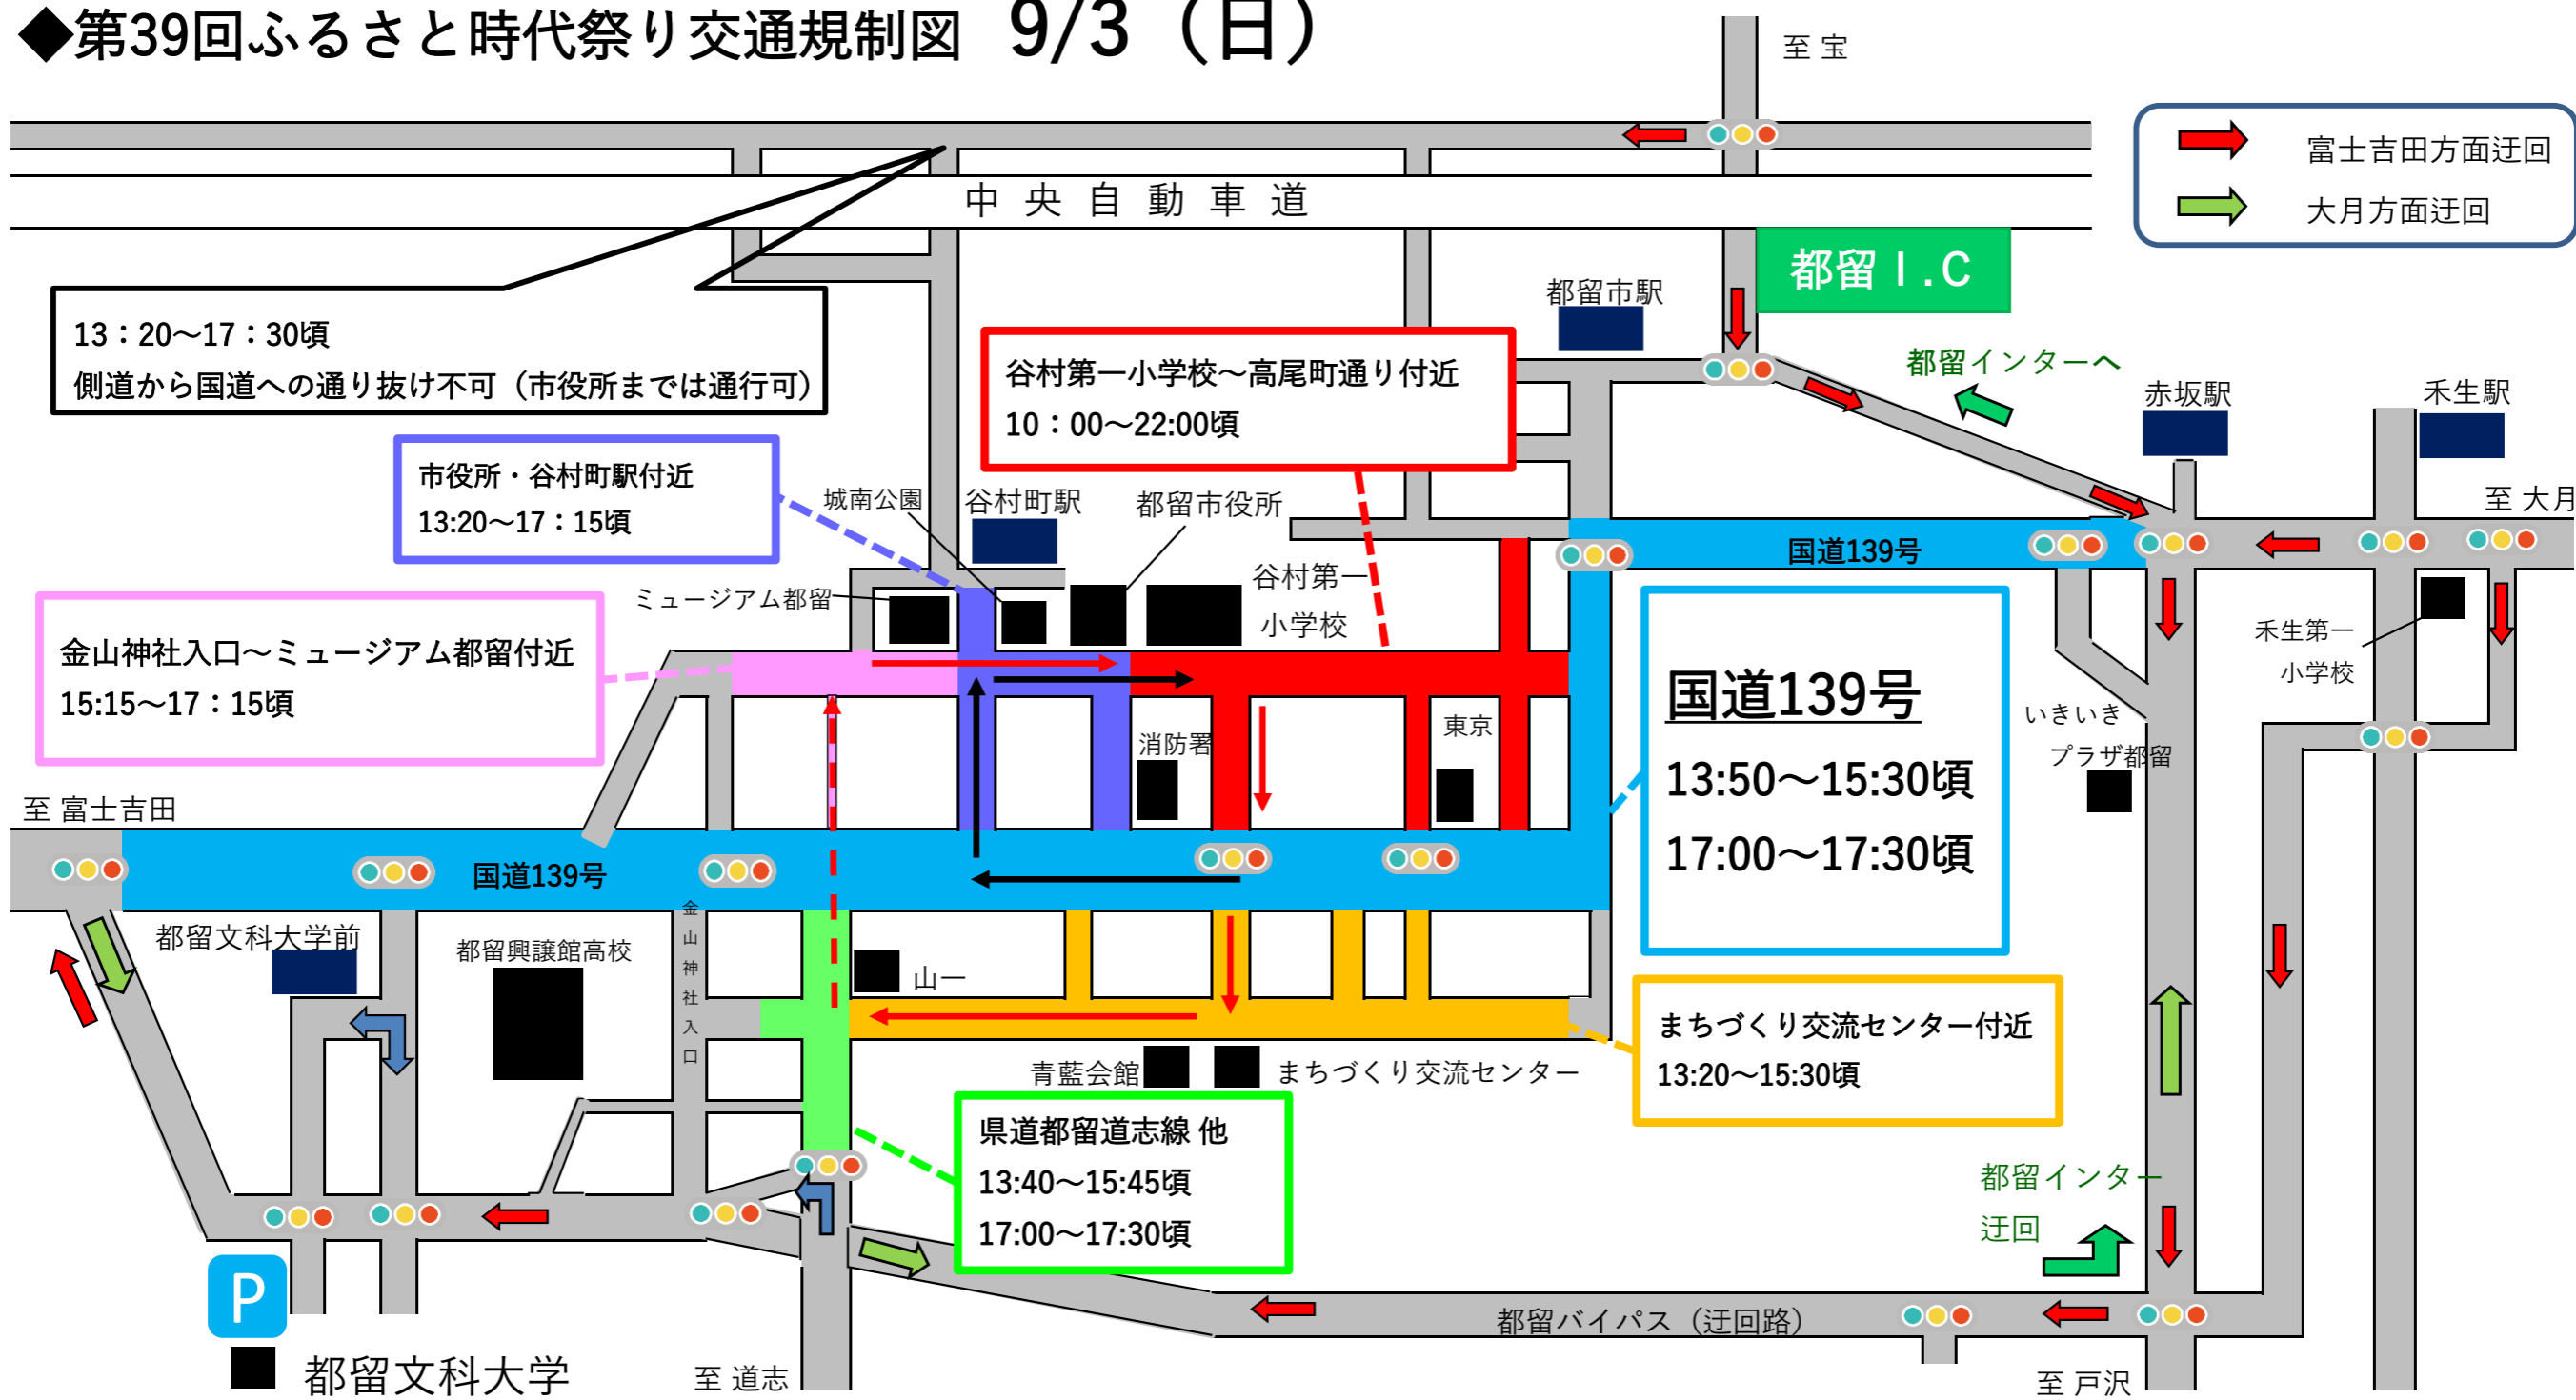 ◆第39回ふるさと時代祭り交通規制図 9/3（日）
至 宝
富士吉田方面迂回
大月方面迂回
中央自動車道
都留 I.C
都留市駅
13：20〜17：30頃
側道から国道への通り抜け不可（市役所までは通行可）
谷村第一小学校〜高尾町通り付近
10：00〜22:00頃
都留インターへ
赤坂駅
禾生駅
市役所・谷村町駅付近
13:20〜17：15頃
城南公園
谷村町駅
都留市役所
至 大月
国道139号
ミュージアム都留
谷村第一
小学校
金山神社入口〜ミュージアム都留付近
15:15〜17：15頃
国道139号
13:50〜15:30頃
17:00〜17:30頃
禾生第一
小学校
消防署
東京
いきいき
プラザ都留
至 富士吉田
国道139号
金山神社入口
都留文科大学前
都留興譲館高校
山一
まちづくり交流センター付近
13:20〜15:30頃
青藍会館
まちづくり交流センター
県道都留道志線 他
13:40〜15:45頃
17:00〜17:30頃
都留インター
迂回
P
都留バイパス（迂回路）
都留文科大学
至 道志
至 戸沢